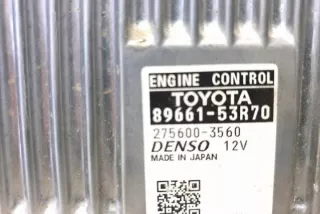 ENGINE CONTROL
TOYOTA
89661-53R70
275600-3560
DENSO 12V
MADE IN JAPAN